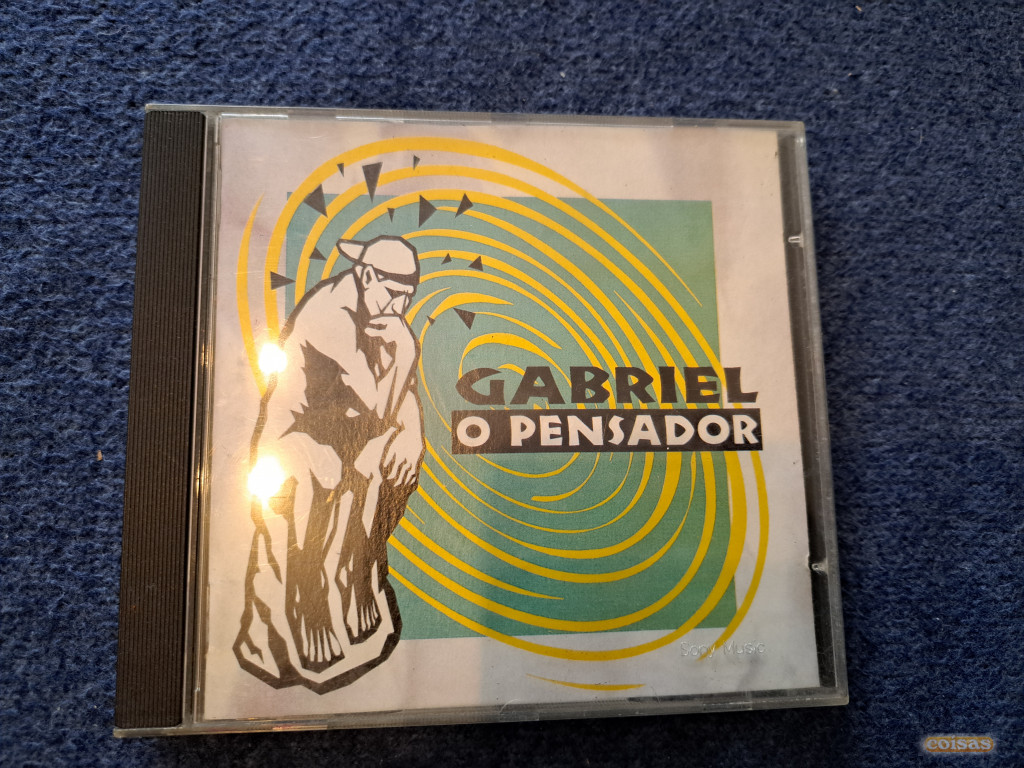 GABRIEL
O PENSADOR
Sony Music
coisas